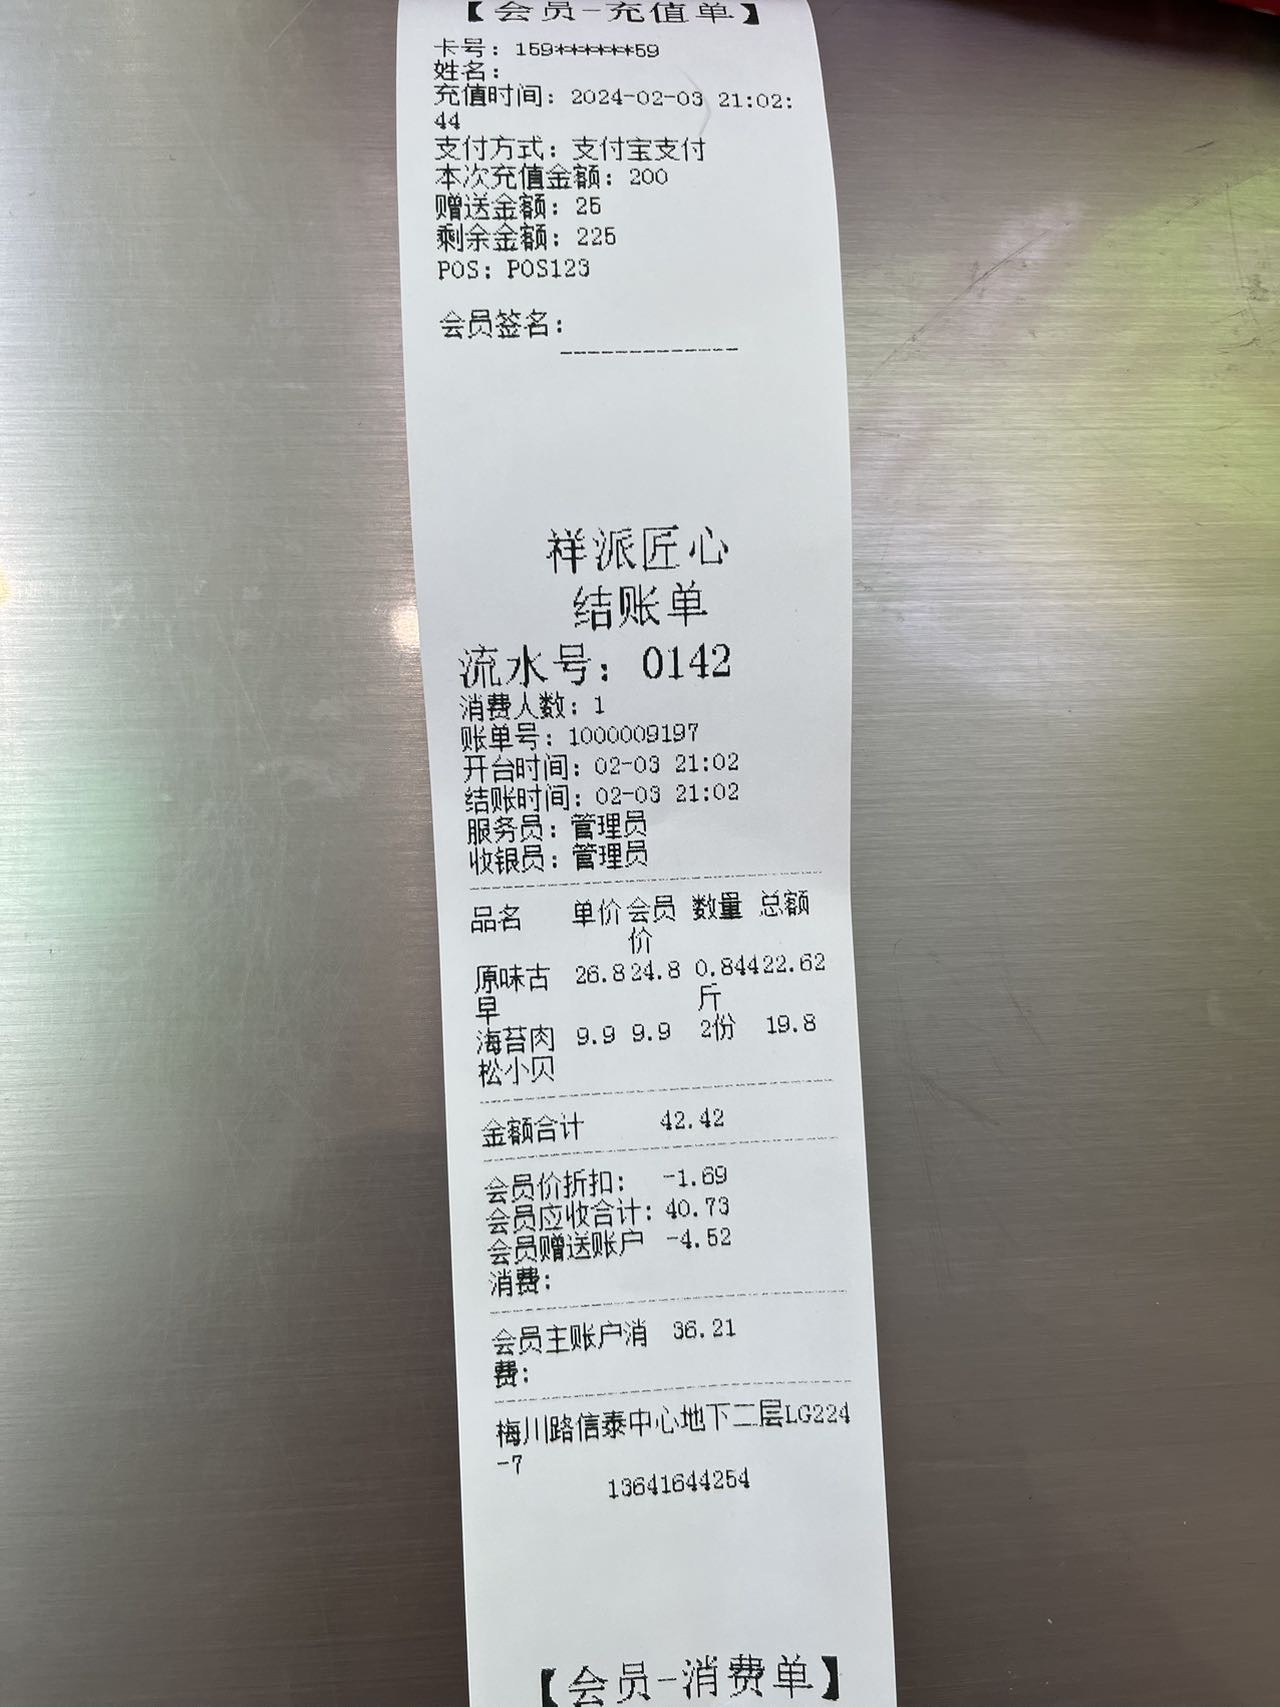 【会员-充值单】
卡号：159******59
姓名：
充值时间：2024-02-03 21:02:
44
支付方式：支付宝支付
本次充值金额：200
赠送金额：25
剩余金额：225
POS：POS123
会员签名：
祥派匠心
结账单
流水号：0142
消费人数：1
账单号：1000009197
开台时间：02-03 21:02
结账时间：02-03 21:02
服务员：管理员
收银员：管理员
品名 单价 会员 数量 总额
价
原味古 26.8 24.8 0.844 22.62
早 斤
海苔肉 9.9 9.9 2份 19.8
松小贝
金额合计 42.42
会员价折扣： -1.69
会员应收合计：40.73
会员赠送账户 -4.52
消费：
会员主账户消 36.21
费：
梅川路信泰中心地下二层LG224
-7
13641644254
【会员-消费单】